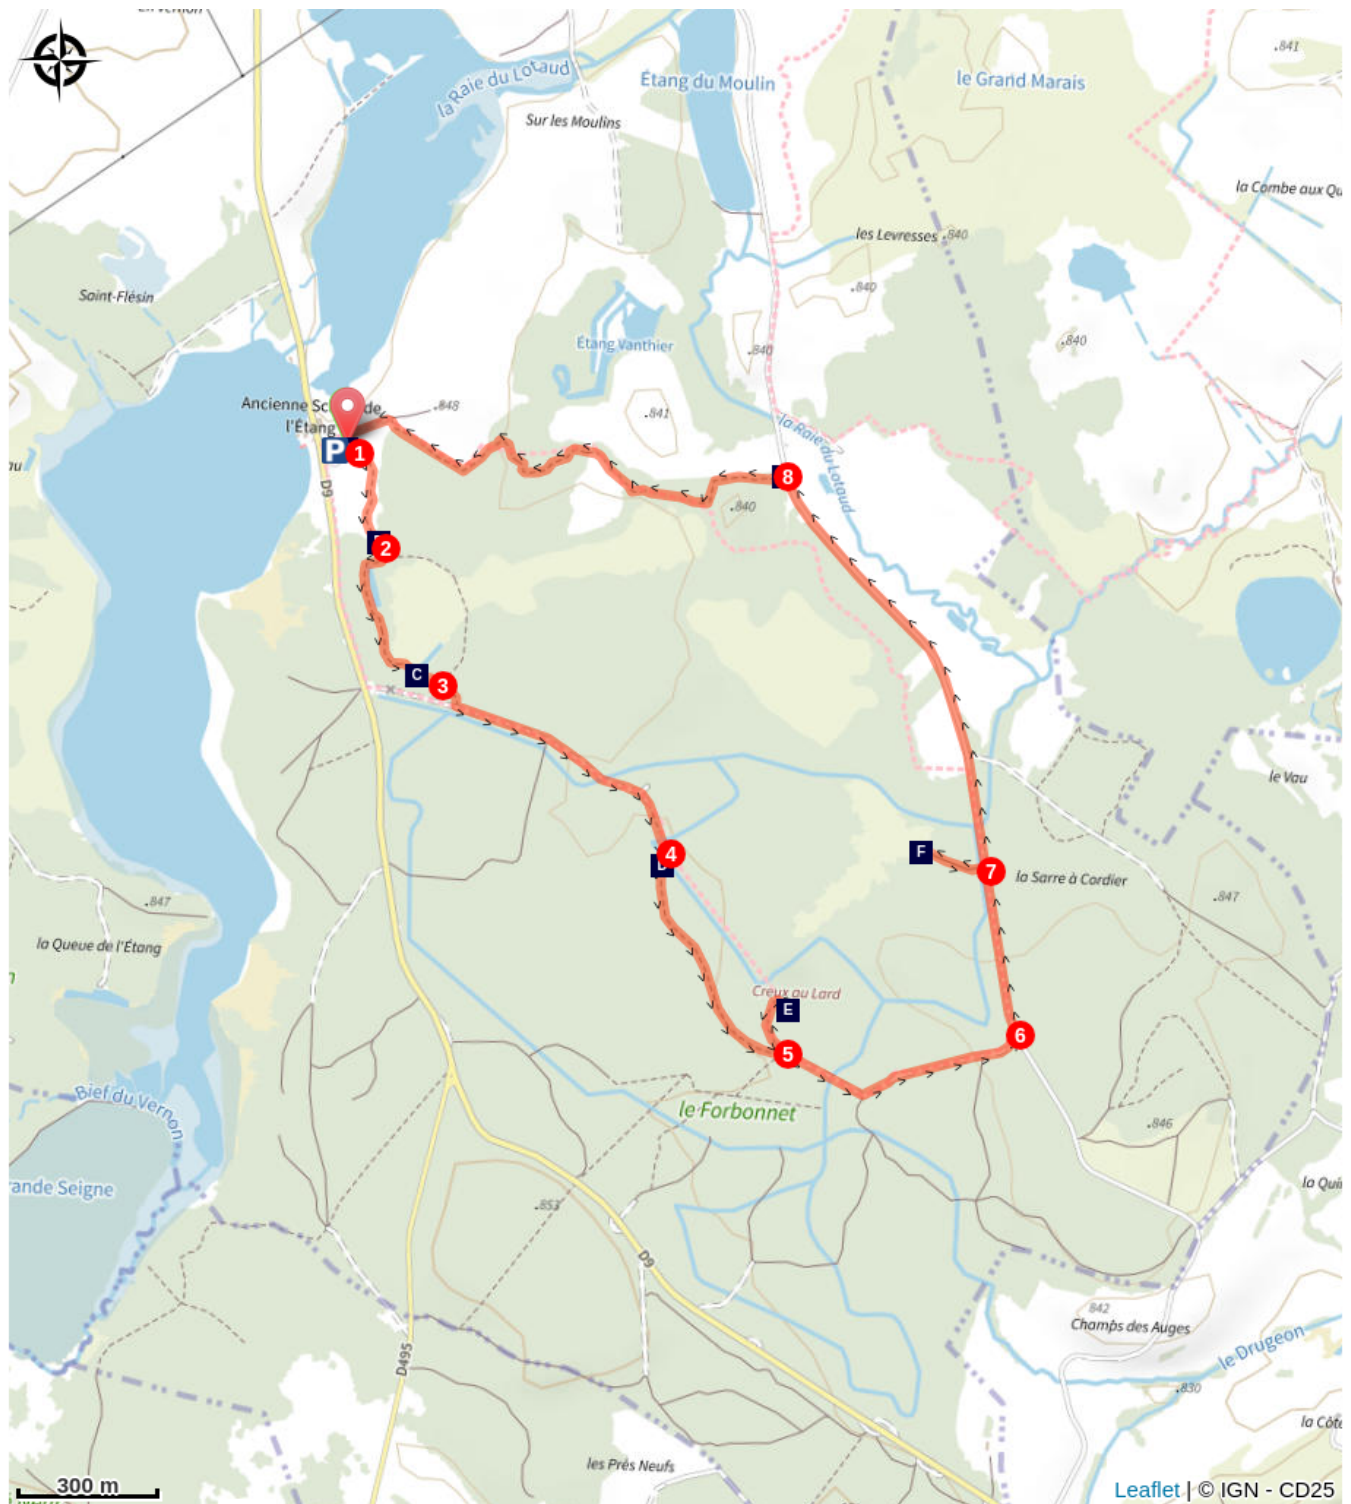 la Raie du Lotaud
Étang du Moulin
le Grand Marais
841
Sur les Moulins
la Combe aux Qu
les Levresses
840
840
Saint-Flésin
Étang Vanthier
840
840
Ancienne Sc de
l'Étang
848
841
P
1
au
la Raie du Lotaud
8
D9
840
2
C
3
le Vau
4
F
7
la Sarre à Cordier
847
847
la Queue de l'Étang
Creux au Lard
E
6
5
Bief du Vernon
le Forbonnet
846
rande Seigne
la Qui
853
D9
842
Champs des Auges
le Drugeon
D495
830
la Côte
les Prés Neufs
300 m
Leaflet | © IGN - CD25